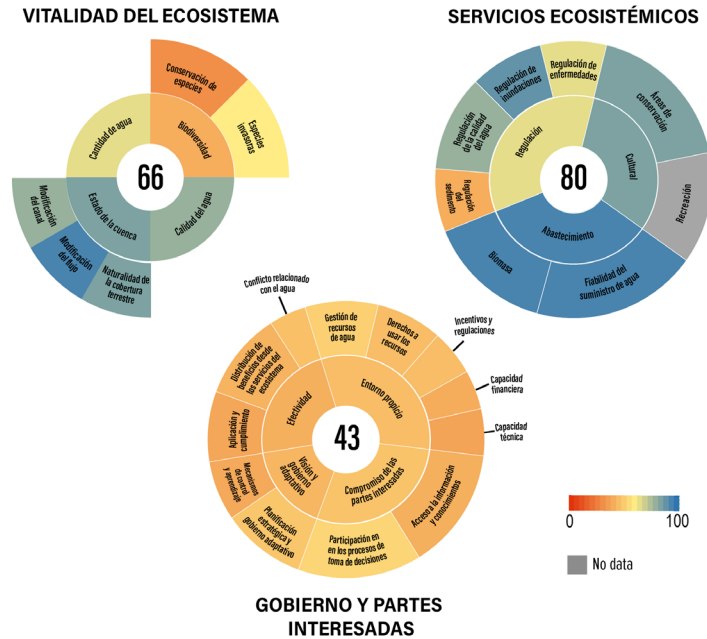 VITALIDAD DEL ECOSISTEMA
Conservación de
especies
Especies
invasoras
Cantidad de agua
Biodiversidad
66
Estado de la cuenca
Calidad del agua
Modificación
del canal
Modificación
del flujo
Naturalidad de
la cobertura
terrestre
SERVICIOS ECOSISTÉMICOS
Regulación de
enfermedades
Regulación de
inundaciones
Áreas de
conservación
Regulación
de la calidad
del agua
Regulación
Cultural
80
Regulación
del
sedimento
Recreación
Abastecimiento
Biomasa
Fiabilidad del
suministro de agua
Conflicto relacionado
con el agua
Gestión de
recursos
de agua
Derechos a
usar los
recursos
Incentivos y
regulaciones
Distribución de
beneficios desde
los servicios del
ecosistema
Capacidad
financiera
Efectividad
Entorno propicio
Aplicación y
cumplimiento
43
Capacidad
técnica
Mecanismos
de control
y aprendizaje
Visión y
gobierno
adaptativo
Compromiso de las
partes interesadas
Acceso a la información
y conocimientos
Planificación
estratégica y
gobierno adaptativo
Participación en
en los procesos de
toma de decisiones
0
100
No data
GOBIERNO Y PARTES
INTERESADAS